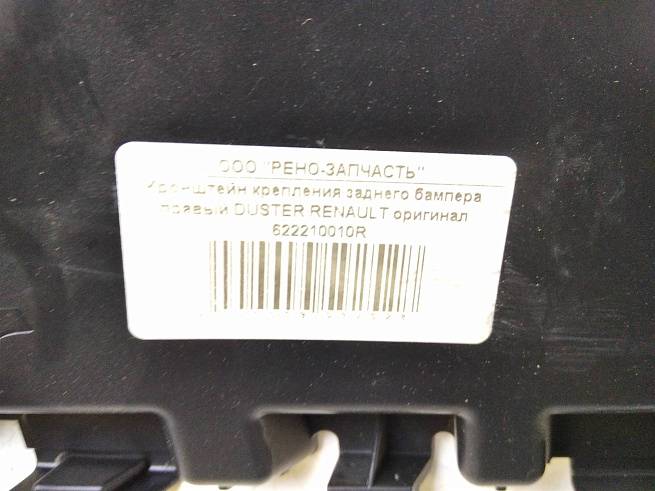 ООО "РЕНО-ЗАПЧАСТЬ"
Кронштейн крепления заднего бампера
правый DUSTER RENAULT оригинал
622210010R